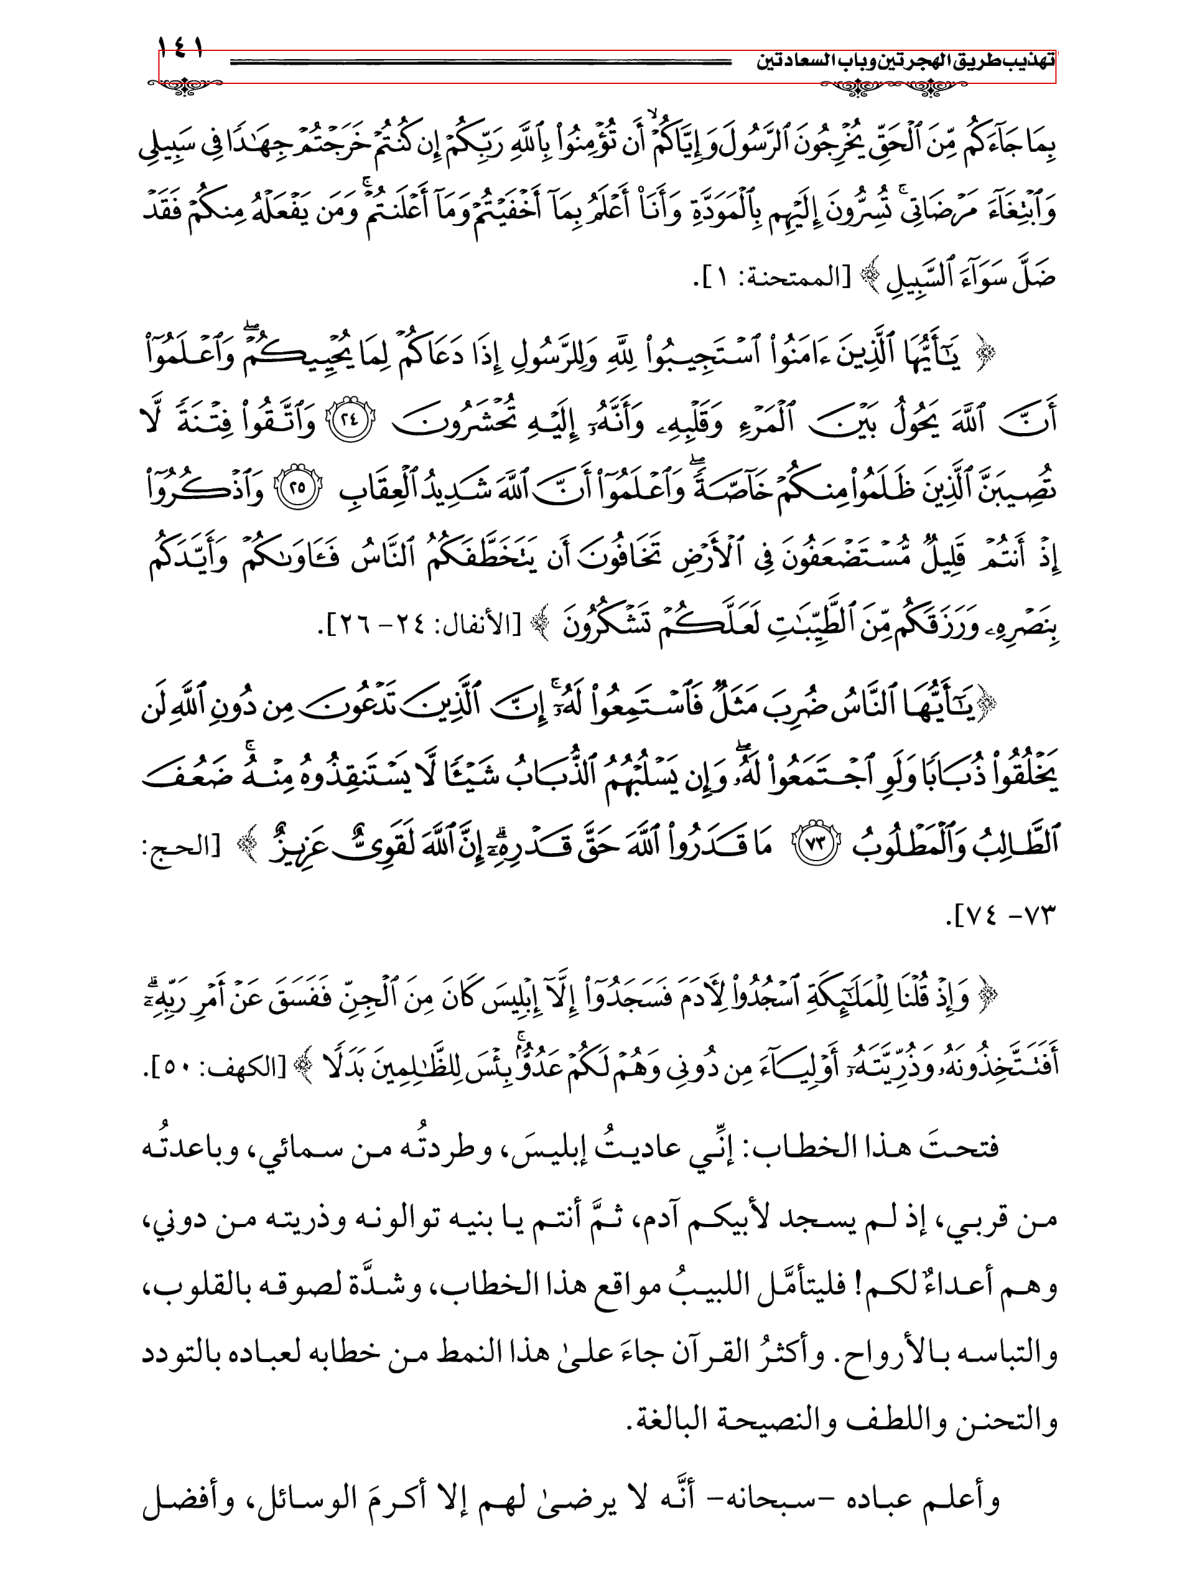 تهذيب طريق الهجرتين وباب السعادتين ١٤١
بِمَا جَآءَكُم مِّنَ ٱلْحَقِّ يُخْرِجُونَ ٱلرَّسُولَ وَإِيَّاكُمْ ۙ أَن تُؤْمِنُوا۟ بِٱللَّهِ رَبِّكُمْ إِن كُنتُمْ خَرَجْتُمْ جِهَـٰدًا فِى سَبِيلِى
وَٱبْتِغَآءَ مَرْضَاتِى ۚ تُسِرُّونَ إِلَيْهِم بِٱلْمَوَدَّةِ وَأَنَا۠ أَعْلَمُ بِمَآ أَخْفَيْتُمْ وَمَآ أَعْلَنتُمْ ۚ وَمَن يَفْعَلْهُ مِنكُمْ فَقَدْ
ضَلَّ سَوَآءَ ٱلسَّبِيلِ ﴾ [الممتحنة: ١].
﴿ يَـٰٓأَيُّهَا ٱلَّذِينَ ءَامَنُوا۟ ٱسْتَجِيبُوا۟ لِلَّهِ وَلِلرَّسُولِ إِذَا دَعَاكُمْ لِمَا يُحْيِيكُمْ ۖ وَٱعْلَمُوٓا۟
أَنَّ ٱللَّهَ يَحُولُ بَيْنَ ٱلْمَرْءِ وَقَلْبِهِۦ وَأَنَّهُۥٓ إِلَيْهِ تُحْشَرُونَ ٢٤ وَٱتَّقُوا۟ فِتْنَةً لَّا
تُصِيبَنَّ ٱلَّذِينَ ظَلَمُوا۟ مِنكُمْ خَآصَّةً ۖ وَٱعْلَمُوٓا۟ أَنَّ ٱللَّهَ شَدِيدُ ٱلْعِقَابِ ٢٥ وَٱذْكُرُوٓا۟
إِذْ أَنتُمْ قَلِيلٌ مُّسْتَضْعَفُونَ فِى ٱلْأَرْضِ تَخَافُونَ أَن يَتَخَطَّفَكُمُ ٱلنَّاسُ فَـَٔاوَىٰكُمْ وَأَيَّدَكُم
بِنَصْرِهِۦ وَرَزَقَكُم مِّنَ ٱلطَّيِّبَـٰتِ لَعَلَّكُمْ تَشْكُرُونَ ﴾ [الأنفال: ٢٤- ٢٦].
﴿يَـٰٓأَيُّهَا ٱلنَّاسُ ضُرِبَ مَثَلٌ فَٱسْتَمِعُوا۟ لَهُۥٓ ۚ إِنَّ ٱلَّذِينَ تَدْعُونَ مِن دُونِ ٱللَّهِ لَن
يَخْلُقُوا۟ ذُبَابًا وَلَوِ ٱجْتَمَعُوا۟ لَهُۥ ۖ وَإِن يَسْلُبْهُمُ ٱلذُّبَابُ شَيْـًٔا لَّا يَسْتَنقِذُوهُ مِنْهُ ۚ ضَعُفَ
ٱلطَّالِبُ وَٱلْمَطْلُوبُ ٧٣ مَا قَدَرُوا۟ ٱللَّهَ حَقَّ قَدْرِهِۦٓ ۗ إِنَّ ٱللَّهَ لَقَوِىٌّ عَزِيزٌ ﴾ [الحج:
٧٣- ٧٤].
﴿ وَإِذْ قُلْنَا لِلْمَلَـٰٓئِكَةِ ٱسْجُدُوا۟ لِـَٔادَمَ فَسَجَدُوٓا۟ إِلَّآ إِبْلِيسَ كَانَ مِنَ ٱلْجِنِّ فَفَسَقَ عَنْ أَمْرِ رَبِّهِۦٓ ۗ
أَفَتَتَّخِذُونَهُۥ وَذُرِّيَّتَهُۥٓ أَوْلِيَآءَ مِن دُونِى وَهُمْ لَكُمْ عَدُوٌّۢ ۚ بِئْسَ لِلظَّـٰلِمِينَ بَدَلًا ﴾ [الكهف: ٥٠].
فتحتَ هذا الخطاب: إنِّي عاديتُ إبليسَ، وطردتُه من سمائي، وباعدتُه
من قربي، إذ لم يسجد لأبيكم آدم، ثمَّ أنتم يا بنيه توالونه وذريته من دوني،
وهم أعداءٌ لكم! فليتأمَّل اللبيبُ مواقع هذا الخطاب، وشدَّة لصوقه بالقلوب،
والتباسه بالأرواح. وأكثرُ القرآن جاءَ علىٰ هذا النمط من خطابه لعباده بالتودد
والتحنن واللطف والنصيحة البالغة.
وأعلم عباده -سبحانه- أنَّه لا يرضىٰ لهم إلا أكرمَ الوسائل، وأفضل